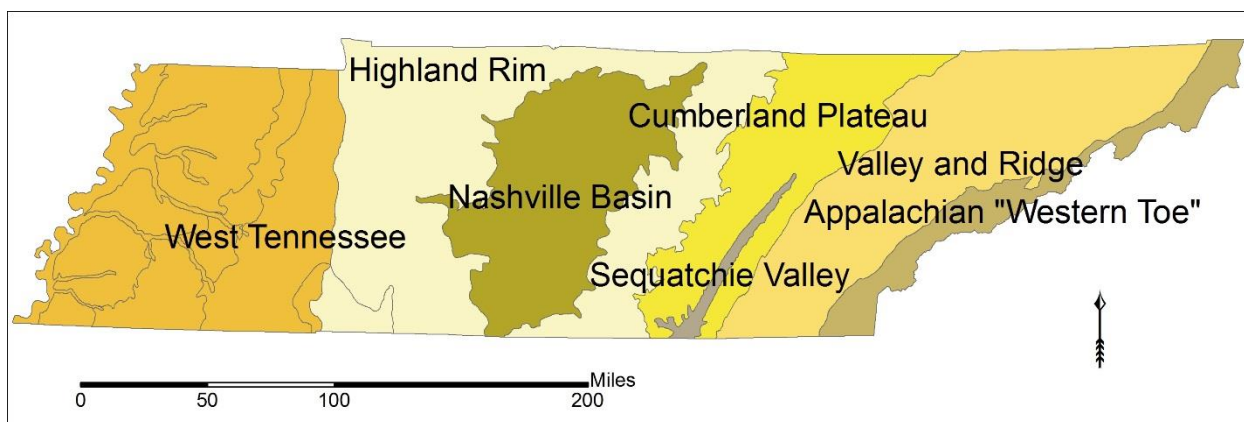 Highland Rim
Cumberland Plateau
Valley and Ridge
Nashville Basin
Appalachian "Western Toe"
West Tennessee
Sequatchie Valley
Miles
0 50 100 200